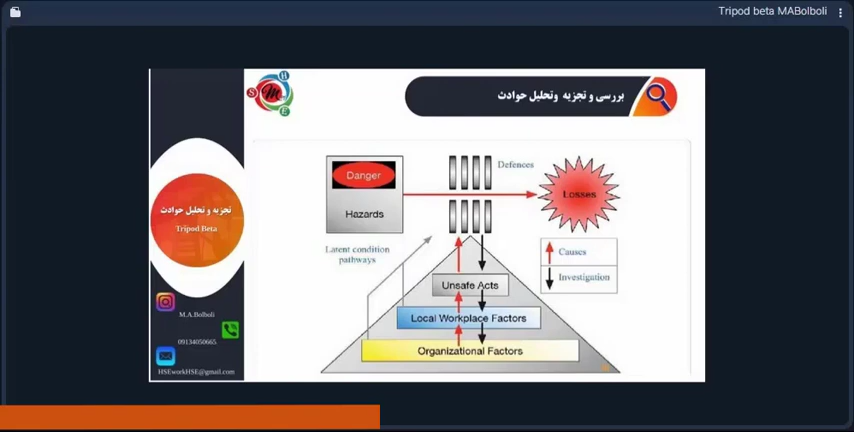 Tripod beta MABolboli
بررسی و تجزیه وتحلیل حوادث
S
H
E
تجزیه و تحلیل حوادث
Tripod Beta
M.A.Bolboli
09134050665
HSEworkHSE@gmail.com
Danger
Hazards
Defences
Losses
Latent condition
pathways
Causes
Investigation
Unsafe Acts
Local Workplace Factors
Organizational Factors